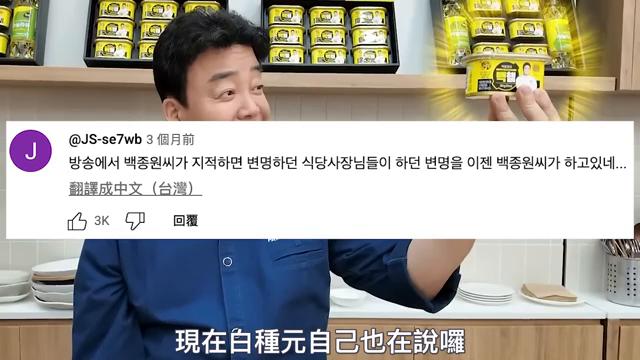 J
@JS-se7wb 3 個月前
방송에서 백종원씨가 지적하면 변명하던 식당사장님들이 하던 변명을 이젠 백종원씨가 하고있네...
翻譯成中文（台灣）
3K
回覆
現在白種元自己也在說囉